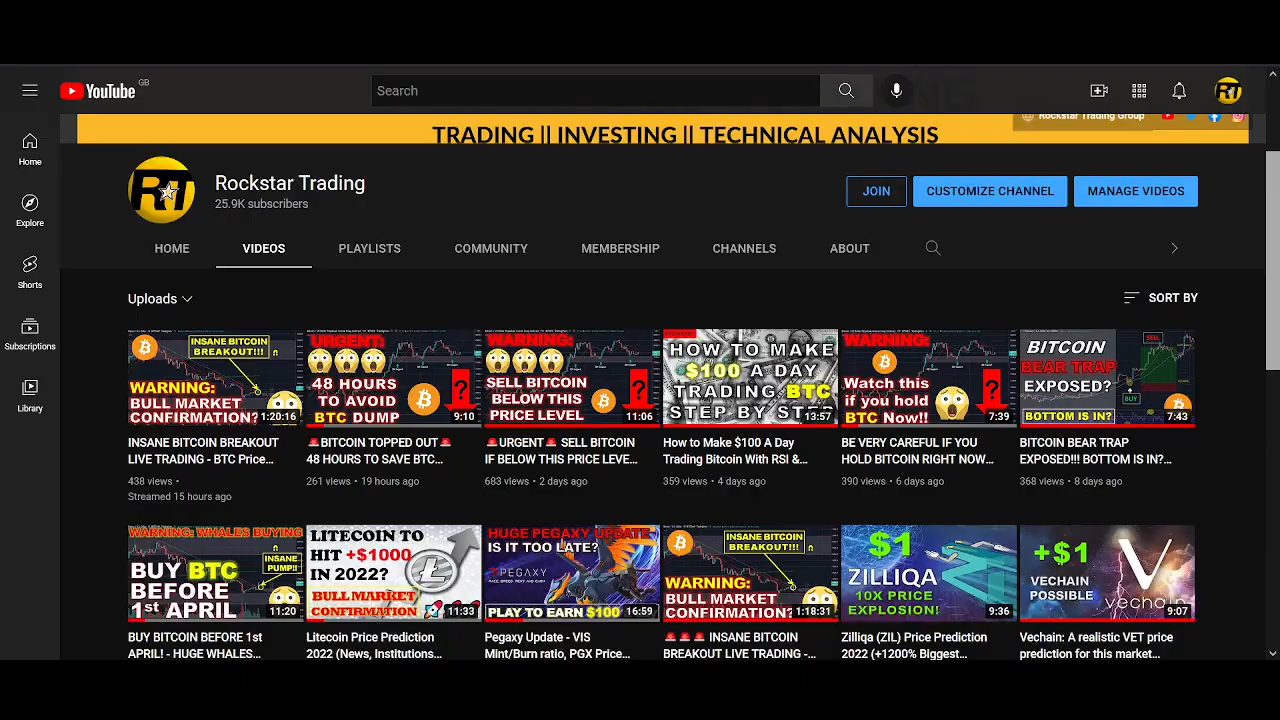 YouTube GB
Search
Rockstar Trading Group
TRADING || INVESTING || TECHNICAL ANALYSIS
Home
Explore
Shorts
Subscriptions
Library
RT
Rockstar Trading
25.9K subscribers
JOIN
CUSTOMIZE CHANNEL
MANAGE VIDEOS
HOME
VIDEOS
PLAYLISTS
COMMUNITY
MEMBERSHIP
CHANNELS
ABOUT
Uploads
SORT BY
INSANE BITCOIN
BREAKOUT!!!
WARNING:
BULL MARKET
CONFIRMATION?
1:20:16
INSANE BITCOIN BREAKOUT
LIVE TRADING - BTC Price...
438 views •
Streamed 15 hours ago
URGENT:
48 HOURS
TO AVOID
BTC DUMP
?
9:10
🚨BITCOIN TOPPED OUT🚨
48 HOURS TO SAVE BTC...
261 views • 19 hours ago
WARNING:
SELL BITCOIN
BELOW THIS
PRICE LEVEL
?
11:06
🚨URGENT🚨 SELL BITCOIN
IF BELOW THIS PRICE LEVE...
683 views • 2 days ago
HOW TO MAKE
$100 A DAY
TRADING BTC
STEP BY STEP
13:57
How to Make $100 A Day
Trading Bitcoin With RSI &...
359 views • 4 days ago
WARNING:
Watch this
if you hold
BTC Now!!
?
7:39
BE VERY CAREFUL IF YOU
HOLD BITCOIN RIGHT NOW...
390 views • 6 days ago
BITCOIN
BEAR TRAP
EXPOSED?
BOTTOM IS IN?
SELL
BUY
7:43
BITCOIN BEAR TRAP
EXPOSED!!! BOTTOM IS IN?...
368 views • 8 days ago
WARNING: WHALES BUYING
BUY BTC
BEFORE
1st APRIL
INSANE
PUMP!!
11:20
BUY BITCOIN BEFORE 1st
APRIL! - HUGE WHALES...
LITECOIN TO
HIT +$1000
IN 2022?
BULL MARKET
CONFIRMATION
11:33
Litecoin Price Prediction
2022 (News, Institutions...
HUGE PEGAXY UPDATE
IS IT TOO LATE?
PEGAXY
PLAY TO EARN $100
16:59
Pegaxy Update - VIS
Mint/Burn ratio, PGX Price...
INSANE BITCOIN
BREAKOUT!!!
WARNING:
BULL MARKET
CONFIRMATION?
1:18:31
🚨 🚨 🚨 INSANE BITCOIN
BREAKOUT LIVE TRADING -...
$1
ZILLIQA
10X PRICE
EXPLOSION!
9:36
Zilliqa (ZIL) Price Prediction
2022 (+1200% Biggest...
+$1
VECHAIN
POSSIBLE
vechain
9:07
Vechain: A realistic VET price
prediction for this market...